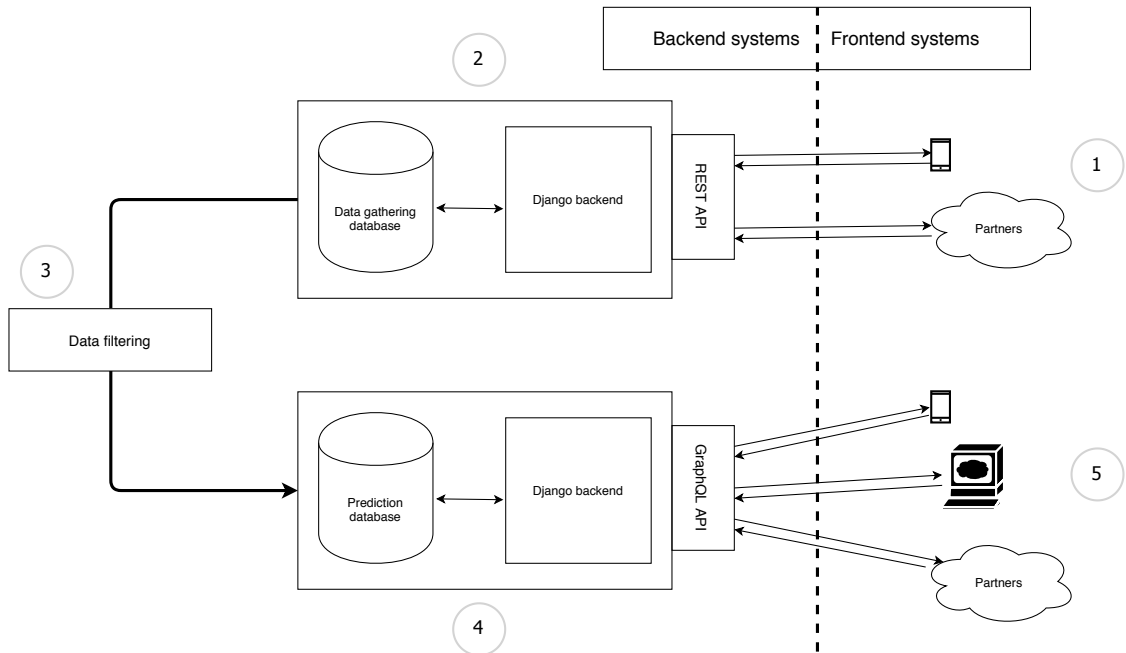 Backend systems
Frontend systems
2
Data gathering
database
Django backend
REST API
1
Partners
3
Data filtering
Prediction
database
Django backend
GraphQL API
5
Partners
4